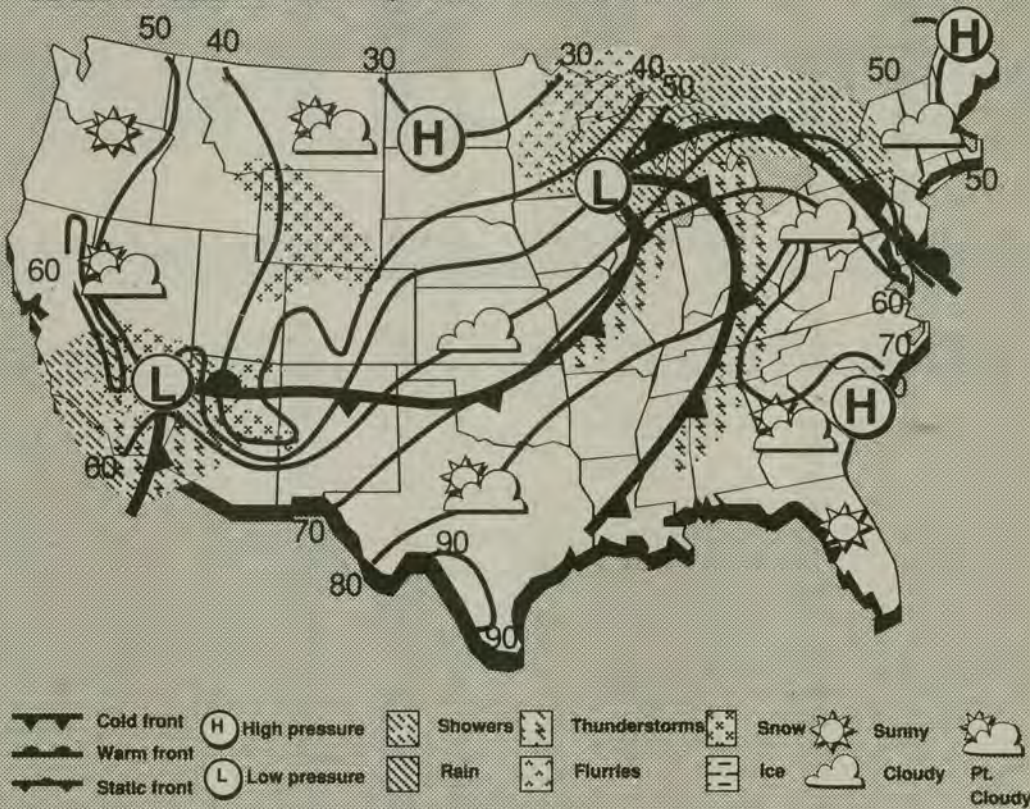 50 40 30 30 40 50 50 H
H
L
50
60
60
70
L
H
60
70
80
90
90
Cold front H High pressure Showers Thunderstorms Snow Sunny
Warm front
Static front L Low pressure Rain Flurries Ice Cloudy Pt. Cloudy